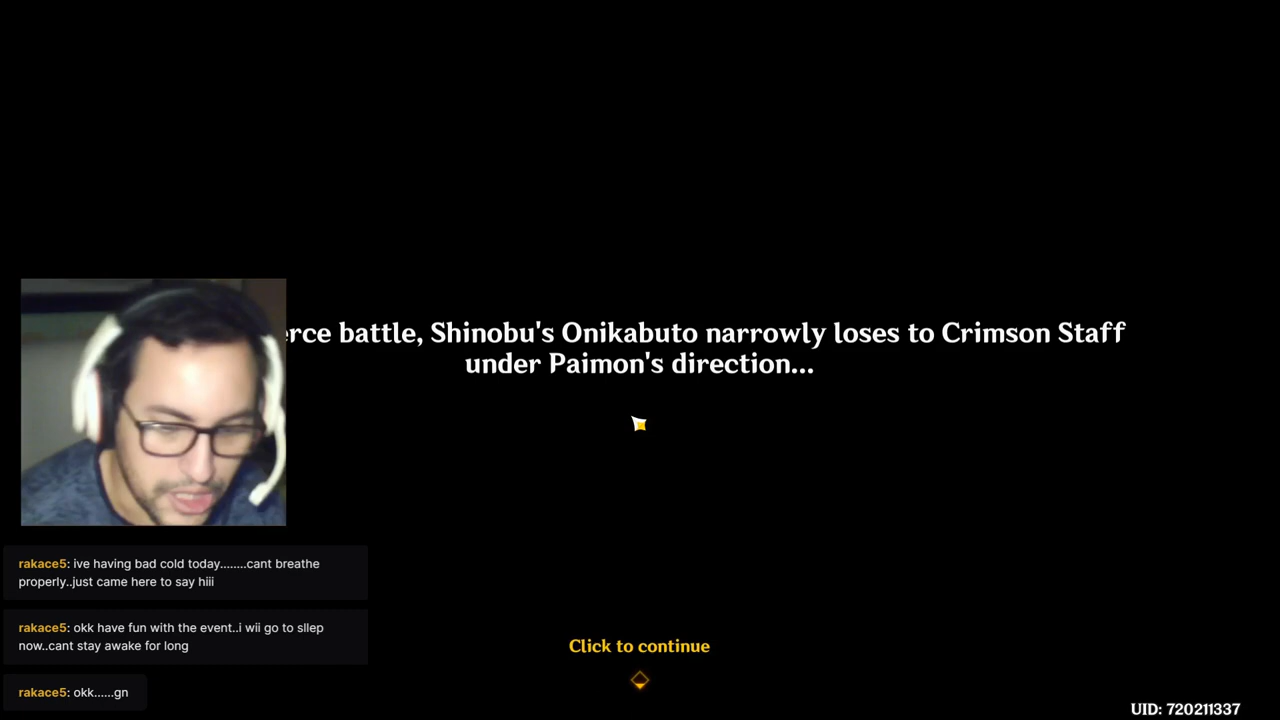 battle, Shinobu's Onikabuto narrowly loses to Crimson Staff
under Paimon's direction...
rakace5: ive having bad cold today........cant breathe
properly..just came here to say hiii
rakace5: okk have fun with the event..i wii go to sllep
now..cant stay awake for long
rakace5: okk......gn
Click to continue
UID: 720211337